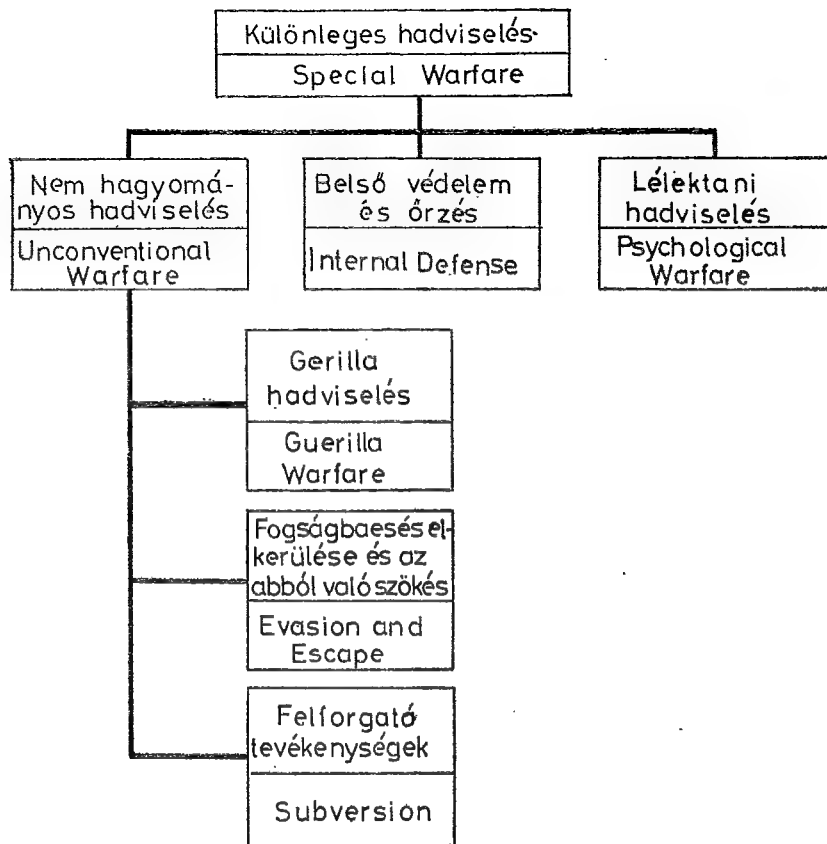 Különleges hadviselés
Special Warfare
Nem hagyomá-
nyos hadviselés
Unconventional
Warfare
Belső védelem
és őrzés
Internal Defense
Lélektani
hadviselés
Psychological
Warfare
Gerilla
hadviselés
Guerilla
Warfare
Fogságbaesés el-
kerülése és az
abból való szökés
Evasion and
Escape
Felforgató
tevékenységek
Subversion